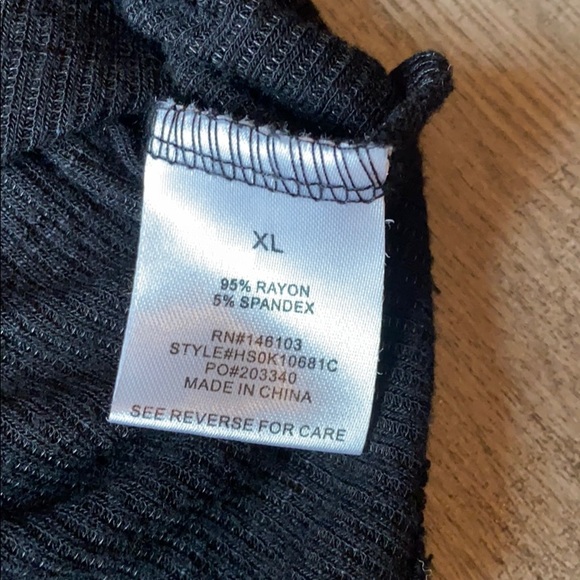 XL
95% RAYON
5% SPANDEX
RN#146103
STYLE#HS0K10681C
PO#203340
MADE IN CHINA
SEE REVERSE FOR CARE